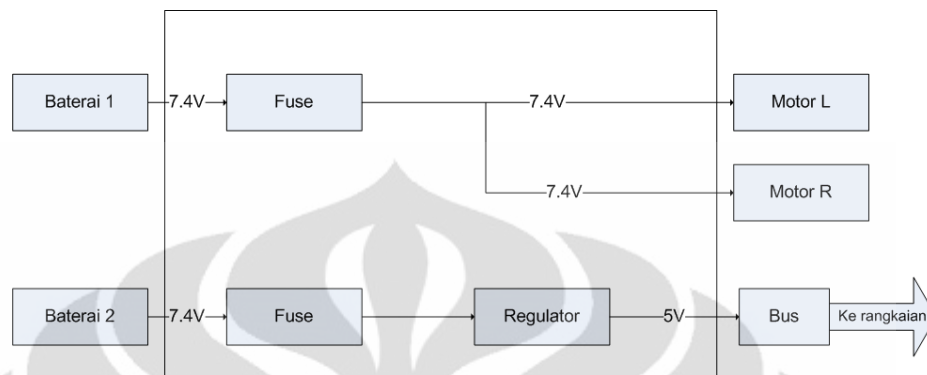 Baterai 1 7.4V Fuse 7.4V Motor L
7.4V Motor R
Baterai 2 7.4V Fuse Regulator 5V Bus Ke rangkaian